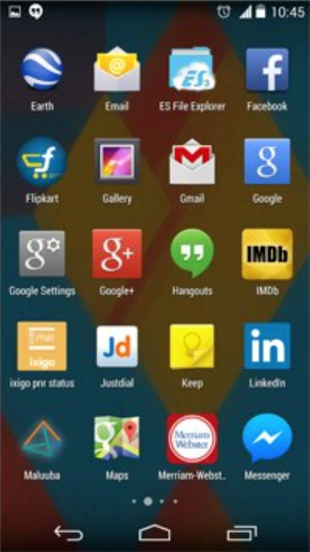 10:45
Earth
Email
ES File Explorer
Facebook
Flipkart
Gallery
Gmail
Google
Google Settings
Google+
Hangouts
IMDb
IMDb
PNR
ixigo
ixigo pnr status
Jd
Justdial
Keep
in
LinkedIn
Maluuba
Maps
Merriam-
Webster
Merriam-Webst..
Messenger